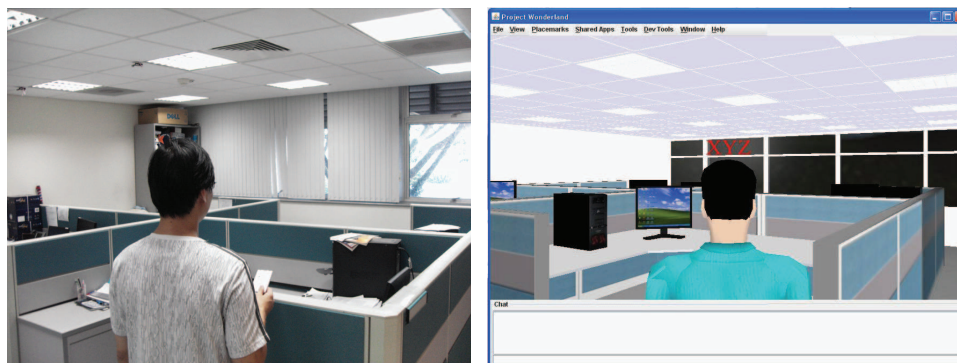 DELL
Project Wonderland
File View Placemarks Shared Apps Tools Dev Tools Window Help
XYZ
Chat